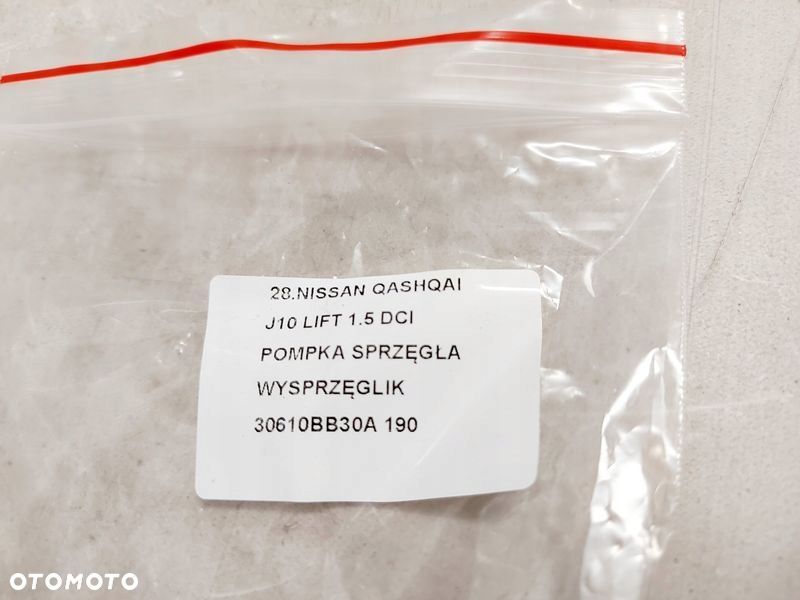 28.NISSAN QASHQAI
J10 LIFT 1.5 DCI
POMPKA SPRZĘGŁA
WYSPRZĘGLIK
30610BB30A 190
OTOMOTO